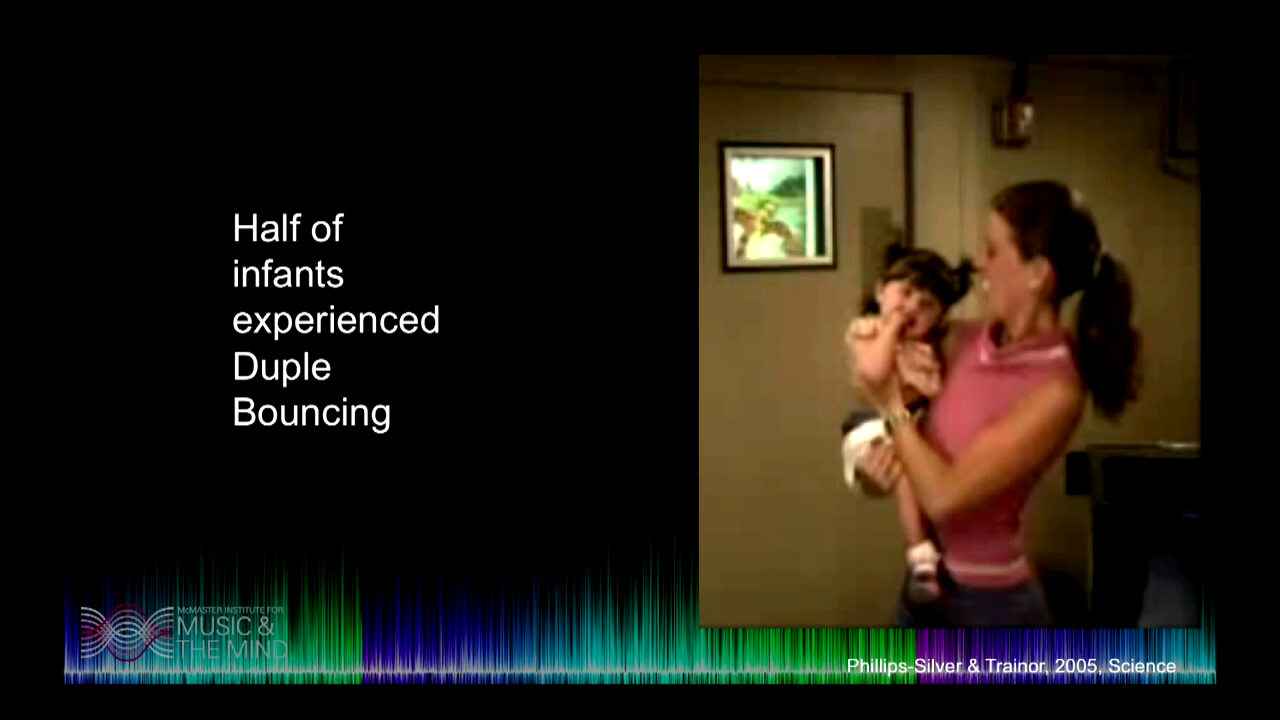 Half of
infants
experienced
Duple
Bouncing
McMASTER INSTITUTE FOR
MUSIC &
THE MIND
Phillips-Silver & Trainor, 2005, Science